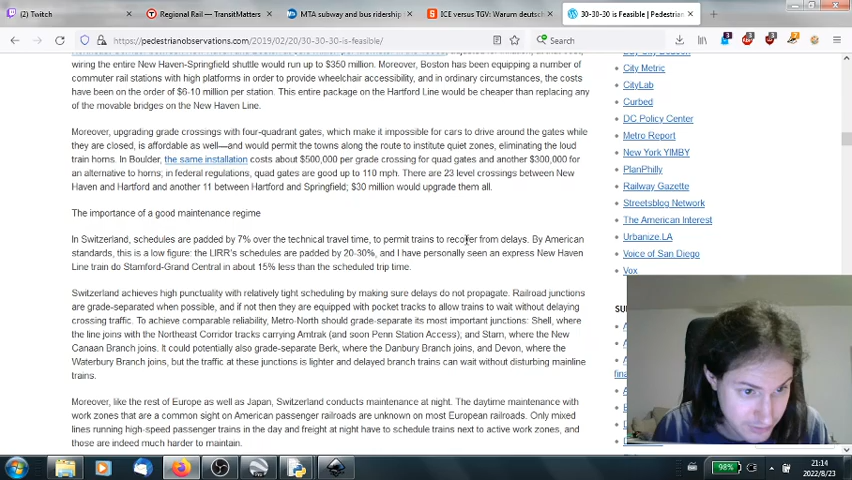 Twitch
Regional Rail — TransitMatters
MTA subway and bus ridership
ICE versus TGV: Warum deutsc
30-30-30 is Feasible | Pedestrian
https://pedestrianobservations.com/2019/02/20/30-30-30-is-feasible/
Search
wiring the entire New Haven-Springfield shuttle would run up to $350 million. Moreover, Boston has been equipping a number of
commuter rail stations with high platforms in order to provide wheelchair accessibility, and in ordinary circumstances, the costs
have been on the order of $6-10 million per station. This entire package on the Hartford Line would be cheaper than replacing any
of the movable bridges on the New Haven Line.
Moreover, upgrading grade crossings with four-quadrant gates, which make it impossible for cars to drive around the gates while
they are closed, is affordable as well—and would permit the towns along the route to institute quiet zones, eliminating the loud
train horns. In Boulder, the same installation costs about $500,000 per grade crossing for quad gates and another $300,000 for
an alternative to horns; in federal regulations, quad gates are good up to 110 mph. There are 23 level crossings between New
Haven and Hartford and another 11 between Hartford and Springfield; $30 million would upgrade them all.
The importance of a good maintenance regime
In Switzerland, schedules are padded by 7% over the technical travel time, to permit trains to recover from delays. By American
standards, this is a low figure: the LIRR's schedules are padded by 20-30%, and I have personally seen an express New Haven
Line train do Stamford-Grand Central in about 15% less than the scheduled trip time.
Switzerland achieves high punctuality with relatively tight scheduling by making sure delays do not propagate. Railroad junctions
are grade-separated when possible, and if not then they are equipped with pocket tracks to allow trains to wait without delaying
crossing traffic. To achieve comparable reliability, Metro-North should grade-separate its most important junctions: Shell, where
the line joins with the Northeast Corridor tracks carrying Amtrak (and soon Penn Station Access); and Stam, where the New
Canaan Branch joins. It could potentially also grade-separate Berk, where the Danbury Branch joins, and Devon, where the
Waterbury Branch joins, but the traffic at these junctions is lighter and delayed branch trains can wait without disturbing mainline
trains.
Moreover, like the rest of Europe as well as Japan, Switzerland conducts maintenance at night. The daytime maintenance with
work zones that are a common sight on American passenger railroads are unknown on most European railroads. Only mixed
lines running high-speed passenger trains in the day and freight at night have to schedule trains next to active work zones, and
those are indeed much harder to maintain.
City Metric
CityLab
Curbed
DC Policy Center
Metro Report
New York YIMBY
PlanPhilly
Railway Gazette
Streetsblog Network
The American Interest
Urbanize.LA
Voice of San Diego
Vox
98%
21:14
2022/8/23